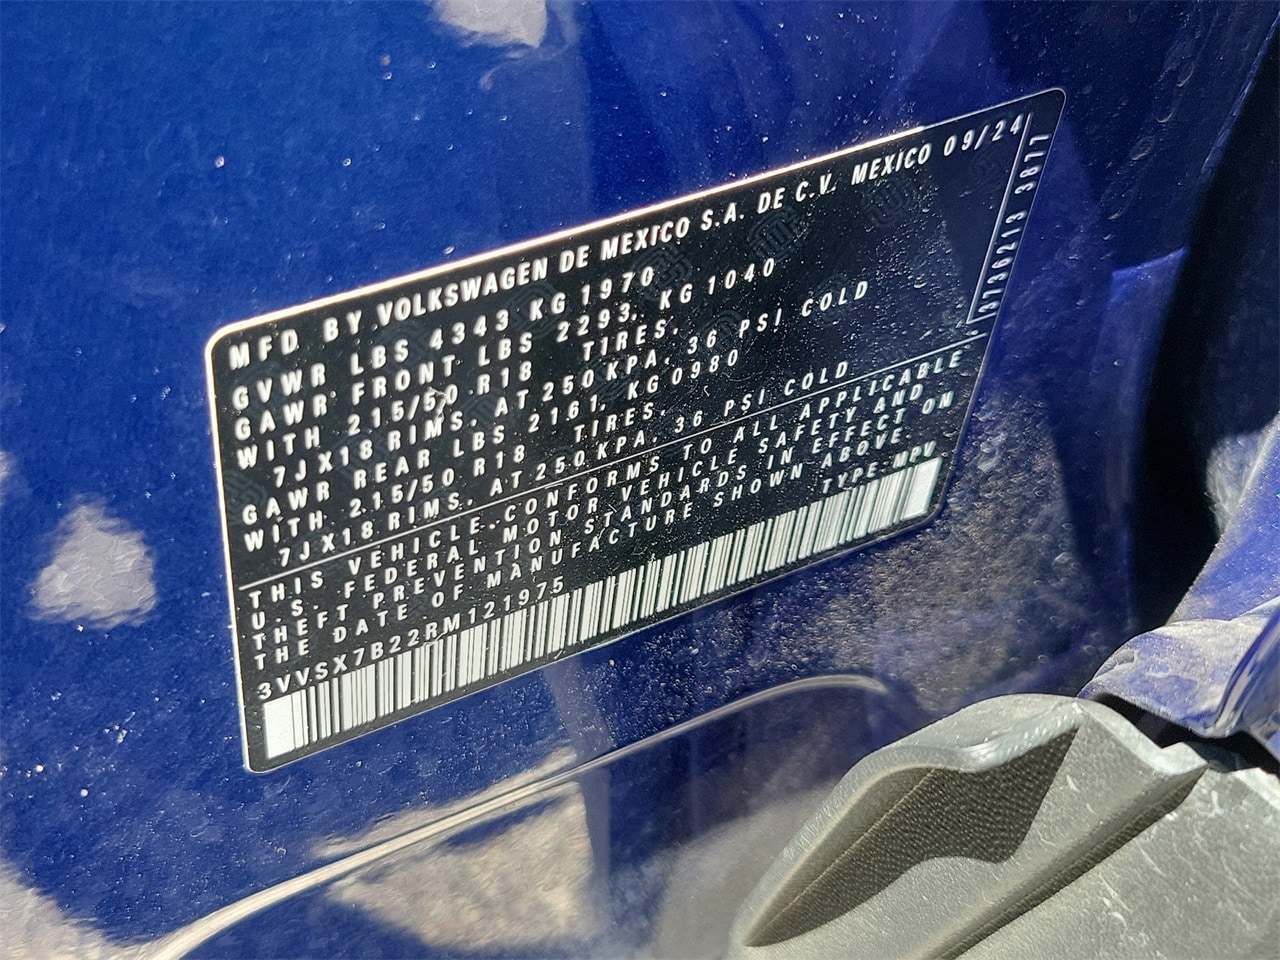 MFD BY VOLKSWAGEN DE MEXICO S.A. DE C.V. MEXICO 09/24
GVWR LBS 4343 KG 1970
GAWR FRONT LBS 2293, KG 1040
WITH 215/50 R18 TIRES,
7JX18 RIMS, AT 250 KPA, 36 PSI COLD
GAWR REAR LBS 2161, KG 0980
WITH 215/50 R18 TIRES,
7JX18 RIMS, AT 250 KPA, 36 PSI COLD
THIS VEHICLE CONFORMS TO ALL APPLICABLE
U.S. FEDERAL MOTOR VEHICLE SAFETY AND
THEFT PREVENTION STANDARDS IN EFFECT ON
THE DATE OF MANUFACTURE SHOWN ABOVE.
3VVSX7B22RM121975 TYPE: MPV
3736213 3877